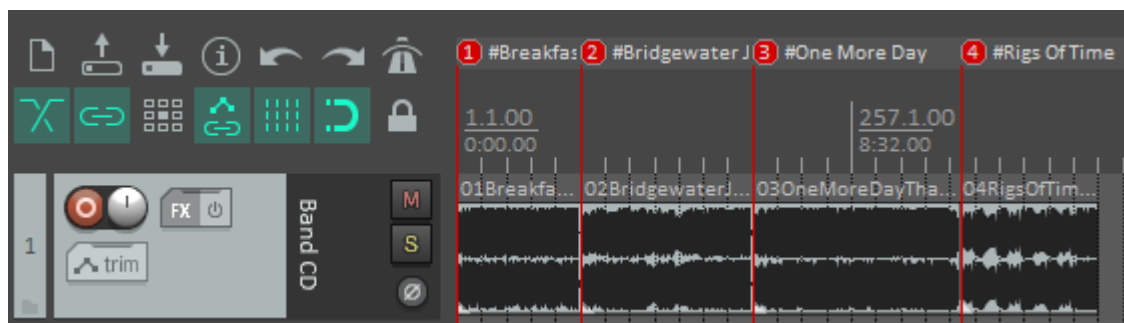 1 #Breakfas 2 #Bridgewater J 3 #One More Day 4 #Rigs Of Time
1.1.00 257.1.00
0:00.00 8:32.00
01Breakfa... 02BridgewaterJ... 03OneMoreDayTha... 04RigsOfTim...
FX M
1 Band CD S
trim